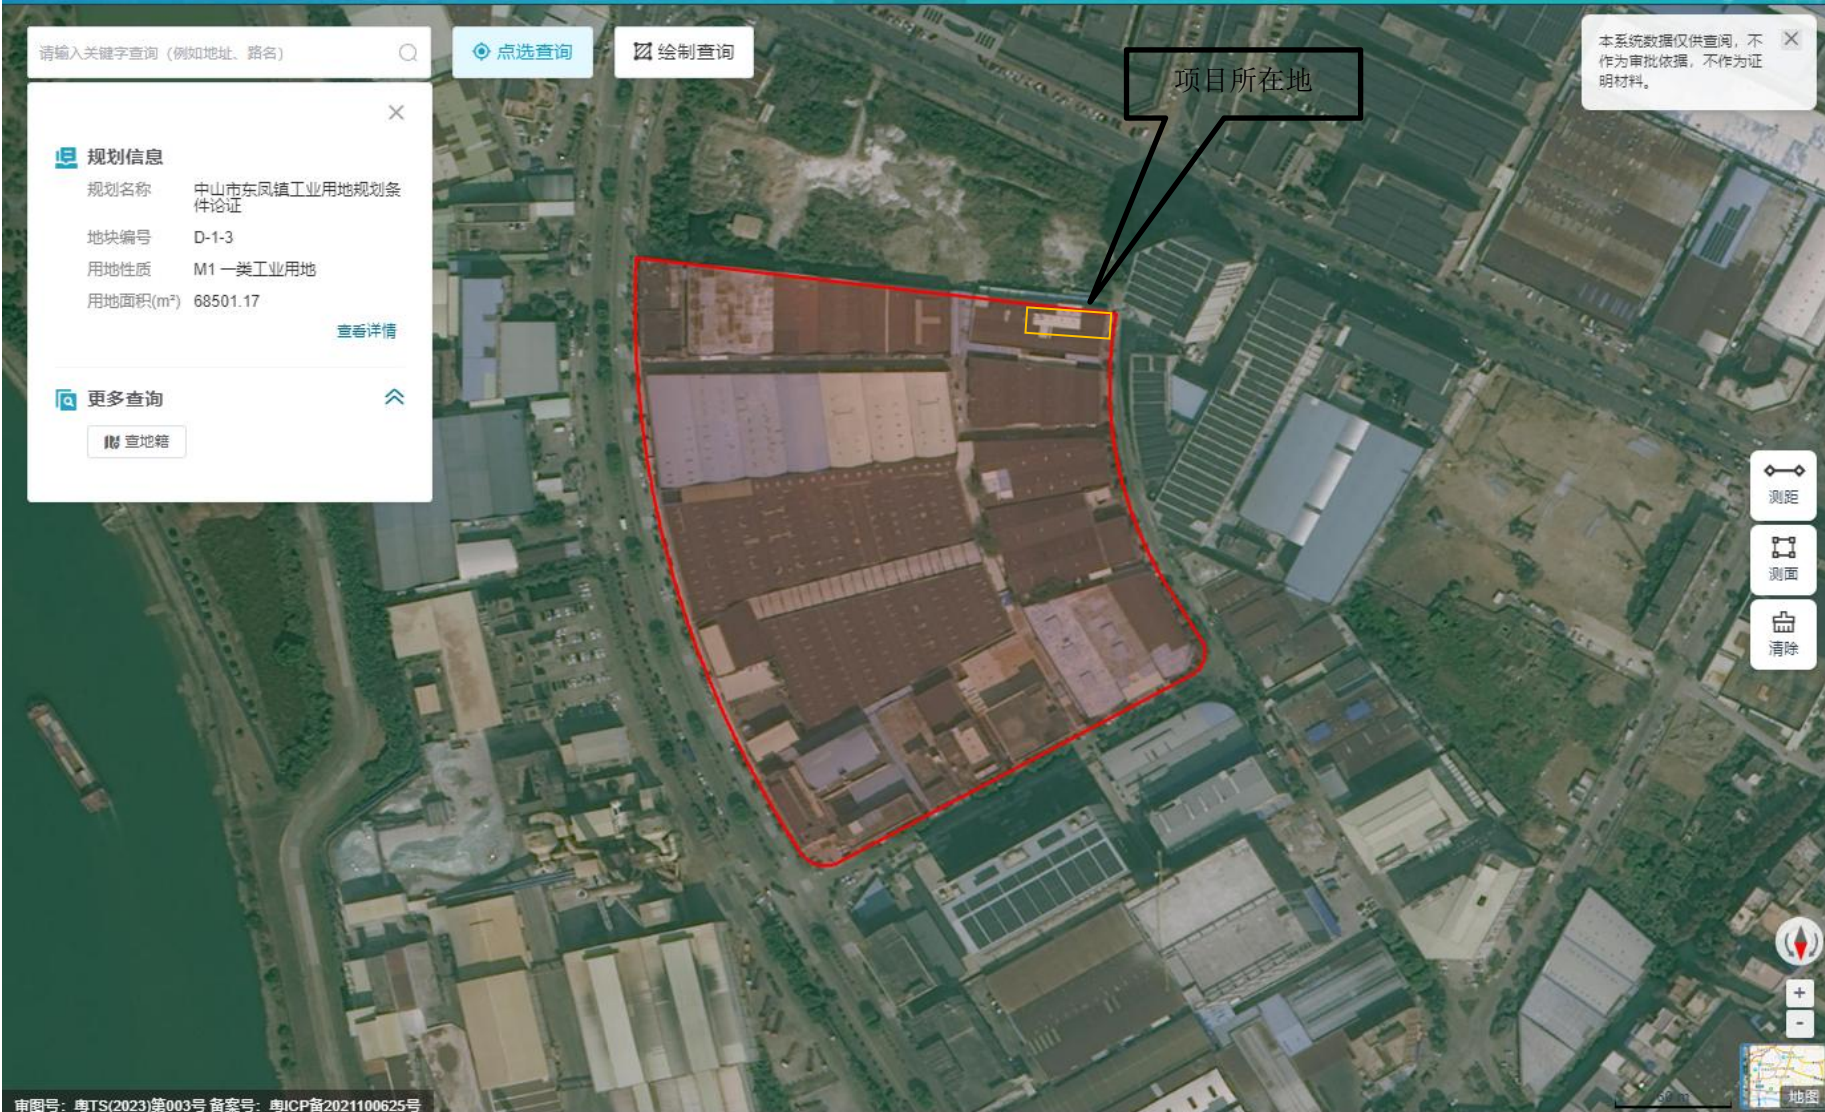 请输入关键字查询（例如地址、路名）
点选查询
绘制查询
项目所在地
本系统数据仅供查阅，不
作为审批依据，不作为证
明材料。
规划信息
规划名称 中山市东凤镇工业用地规划条
件论证
地块编号 D-1-3
用地性质 M1 一类工业用地
用地面积(m²) 68501.17
查看详情
更多查询
查地籍
测距
测面
清除
+
-
地图
审图号：粤TS(2023)第003号 备案号：粤ICP备2021100625号